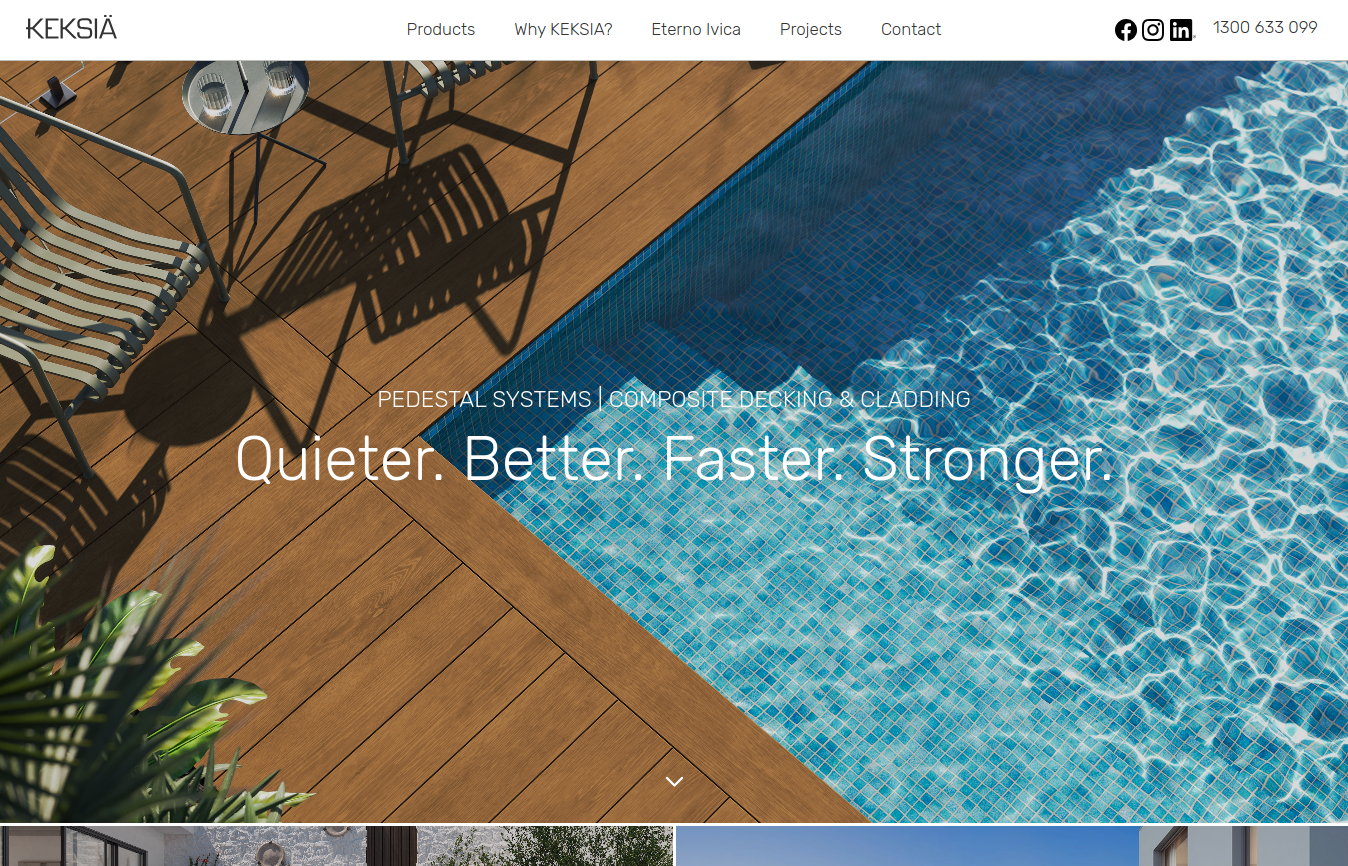 KEKSIÄ
Products
Why KEKSIA?
Eterno Ivica
Projects
Contact
1300 633 099
PEDESTAL SYSTEMS | COMPOSITE DECKING & CLADDING
Quieter. Better. Faster. Stronger.